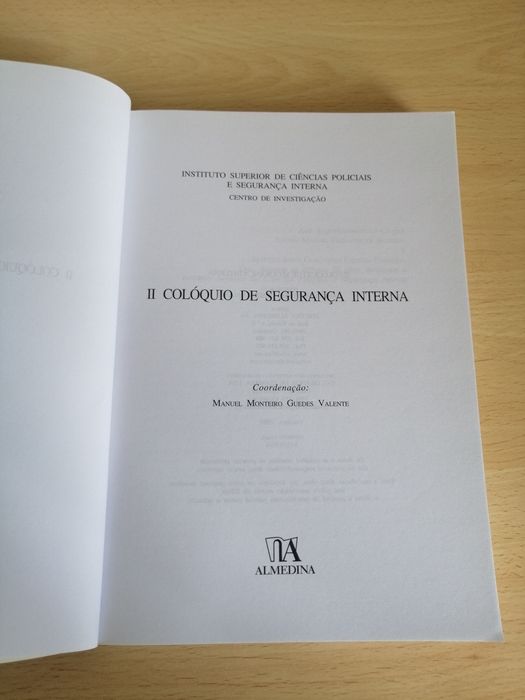 INSTITUTO SUPERIOR DE CIÊNCIAS POLICIAIS
E SEGURANÇA INTERNA
CENTRO DE INVESTIGAÇÃO
II COLÓQUIO DE SEGURANÇA INTERNA
Coordenação:
MANUEL MONTEIRO GUEDES VALENTE
ALMEDINA